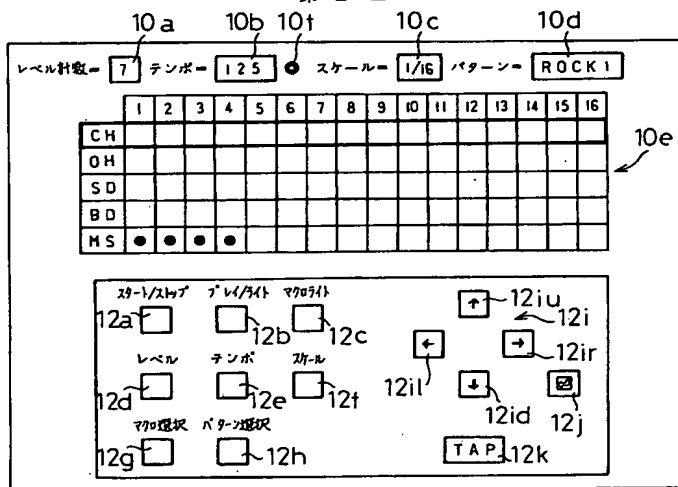 10a 10b 10t 10c 10d
レベル計数= 7 テンポ= 125 スケール= 1/16 パターン= ROCK1
1 2 3 4 5 6 7 8 9 10 11 12 13 14 15 16
CH
10e
OH
SD
BD
MS
スタート/ストップ プレイ/ライト マクロライト
12a 12b 12c
↑ 12iu
12i
← 12il
→ 12ir
レベル テンポ スケール
12d 12e 12f
↓ 12id
12j
マクロ選択 パターン選択
12g 12h
TAP 12k